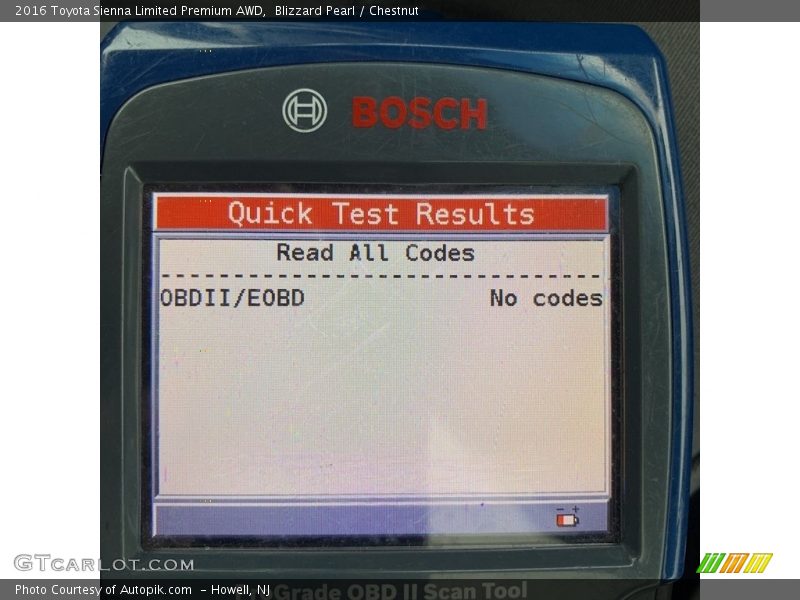 2016 Toyota Sienna Limited Premium AWD, Blizzard Pearl / Chestnut
BOSCH
Quick Test Results
Read All Codes
OBDII/EOBD No codes
- +
GTCARLOT.COM
Grade OBD II Scan Tool
Photo Courtesy of Autopik.com - Howell, NJ